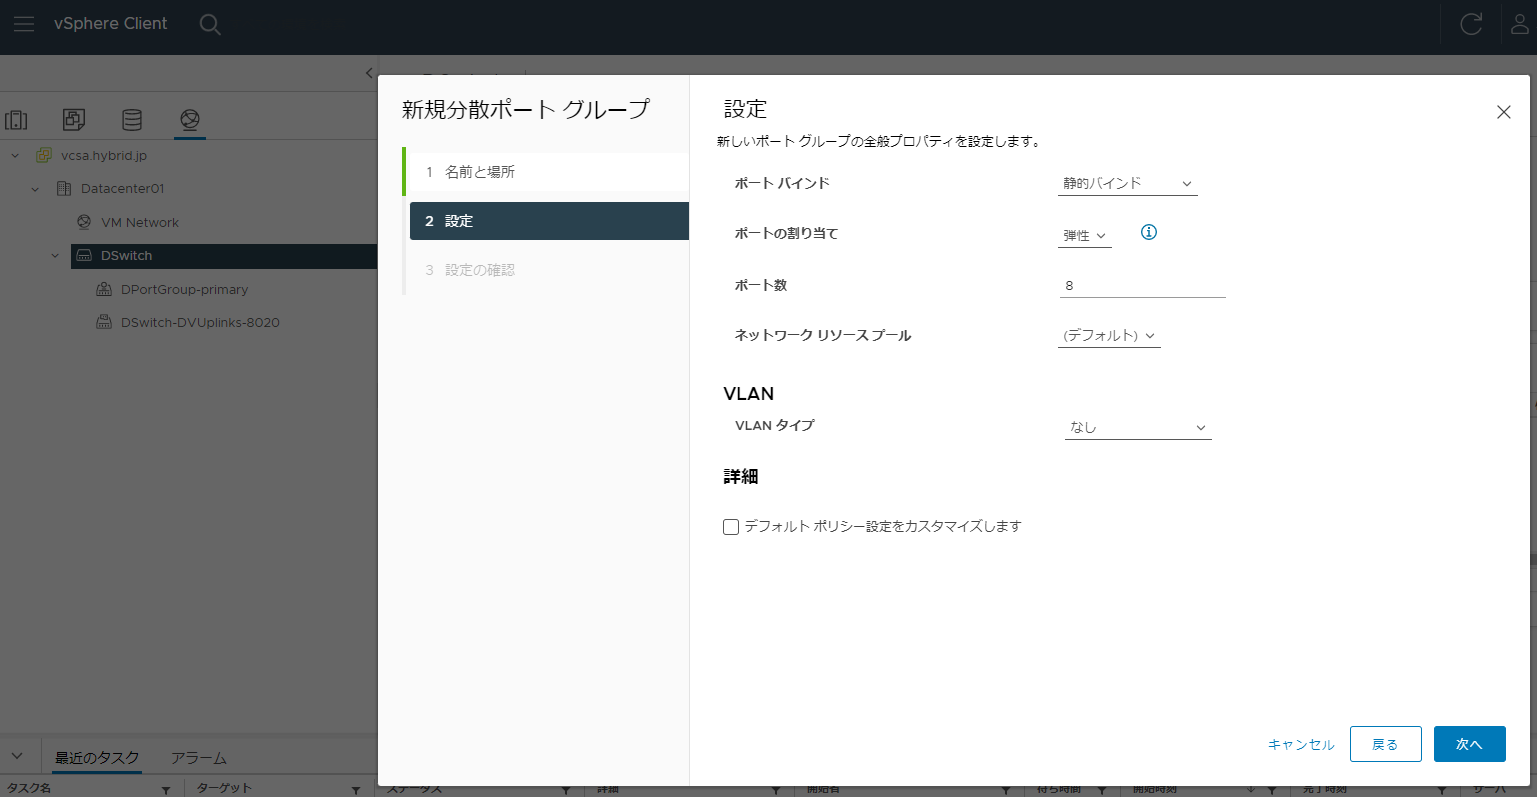 vSphere Client
vcsa.hybrid.jp
Datacenter01
VM Network
DSwitch
DPortGroup-primary
DSwitch-DVUplinks-8020
新規分散ポート グループ
1 名前と場所
2 設定
3 設定の確認
設定
新しいポート グループの全般プロパティを設定します。
ポート バインド 静的バインド
ポートの割り当て 弾性
ポート数 8
ネットワーク リソース プール (デフォルト)
VLAN
VLAN タイプ なし
詳細
デフォルト ポリシー設定をカスタマイズします
キャンセル 戻る 次へ
最近のタスク アラーム
タスク名 ターゲット ステータス 詳細 開始者 待ち時間 開始時刻 完了時刻 サーバ